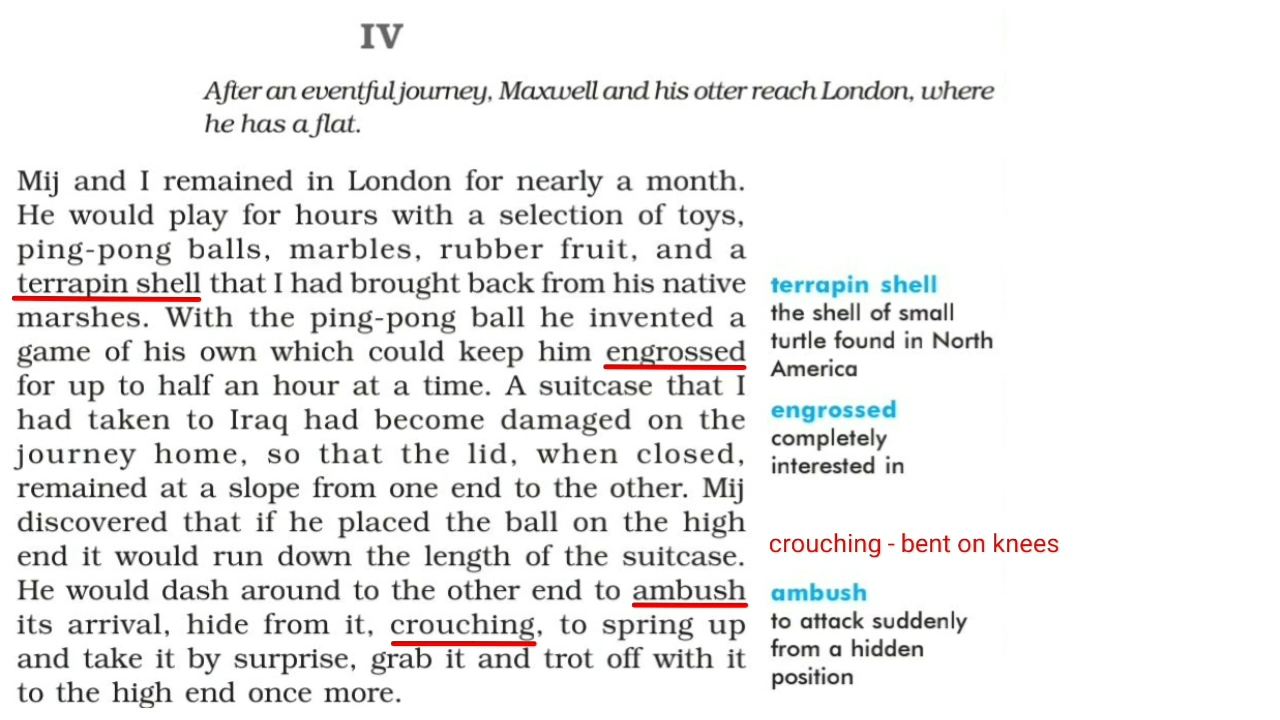 IV
After an eventful journey, Maxwell and his otter reach London, where
he has a flat.
Mij and I remained in London for nearly a month.
He would play for hours with a selection of toys,
ping-pong balls, marbles, rubber fruit, and a
terrapin shell that I had brought back from his native
marshes. With the ping-pong ball he invented a
game of his own which could keep him engrossed
for up to half an hour at a time. A suitcase that I
had taken to Iraq had become damaged on the
journey home, so that the lid, when closed,
remained at a slope from one end to the other. Mij
discovered that if he placed the ball on the high
end it would run down the length of the suitcase.
He would dash around to the other end to ambush
its arrival, hide from it, crouching, to spring up
and take it by surprise, grab it and trot off with it
to the high end once more.
terrapin shell
the shell of small
turtle found in North
America
engrossed
completely
interested in
crouching - bent on knees
ambush
to attack suddenly
from a hidden
position